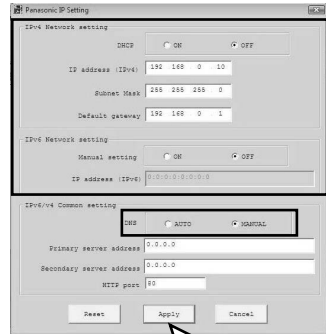 Panasonic IP Setting
IPv4 Network setting
DHCP ON OFF
IP address (IPv4) 192 168 0 10
Subnet Mask 255 255 255 0
Default gateway 192 168 0 1
IPv6 Network setting
Manual setting ON OFF
IP address (IPv6) 0:0:0:0:0:0:0:0
IPv6/v4 Common setting
DNS AUTO MANUAL
Primary server address 0.0.0.0
Secondary server address 0.0.0.0
HTTP port 80
Reset Apply Cancel